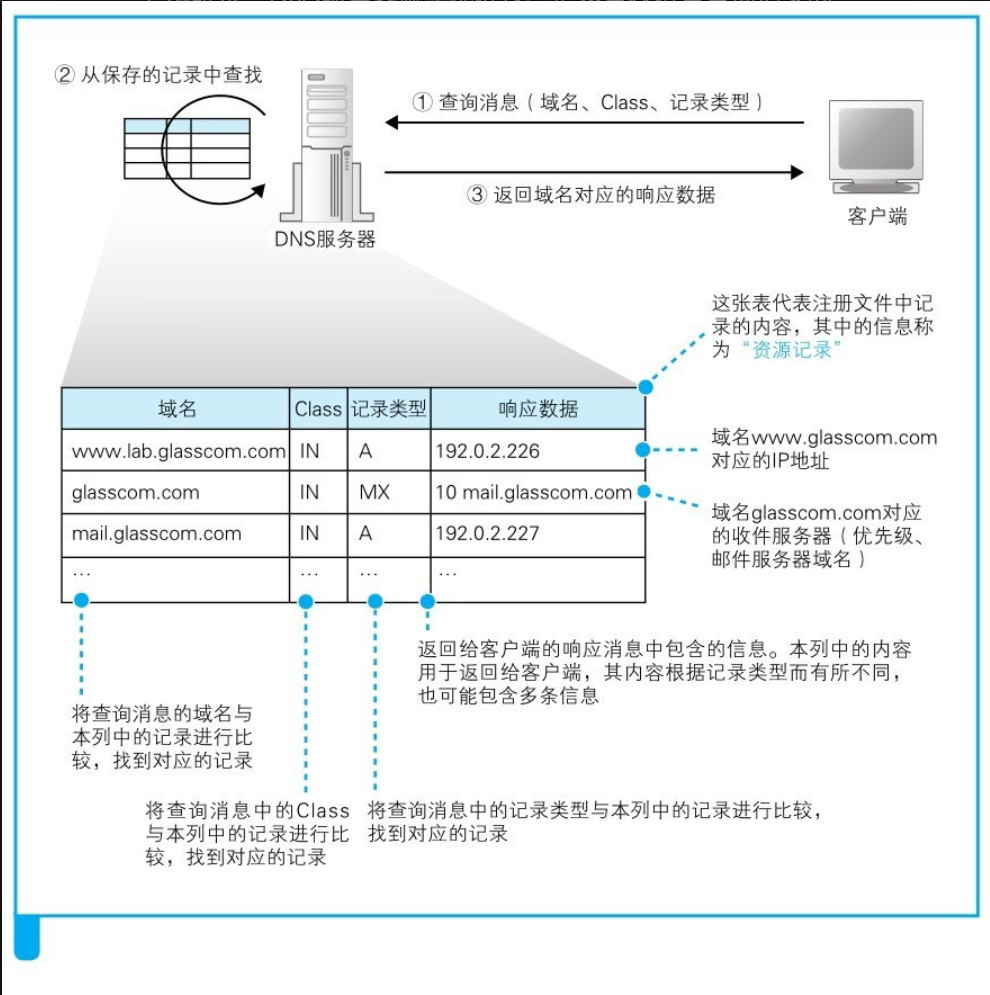 ② 从保存的记录中查找
① 查询消息（域名、Class、记录类型）
③ 返回域名对应的响应数据
DNS服务器
客户端
这张表代表注册文件中记
录的内容，其中的信息称
为“资源记录”
域名 Class 记录类型 响应数据
www.lab.glasscom.com IN A 192.0.2.226
glasscom.com IN MX 10 mail.glasscom.com
mail.glasscom.com IN A 192.0.2.227
… … … …
域名www.glasscom.com
对应的IP地址
域名glasscom.com对应
的收件服务器（优先级、
邮件服务器域名）
返回给客户端的响应消息中包含的信息。本列中的内容
用于返回给客户端，其内容根据记录类型而有所不同，
也可能包含多条信息
将查询消息的域名与
本列中的记录进行比
较，找到对应的记录
将查询消息中的Class
与本列中的记录进行比
较，找到对应的记录
将查询消息中的记录类型与本列中的记录进行比较，
找到对应的记录